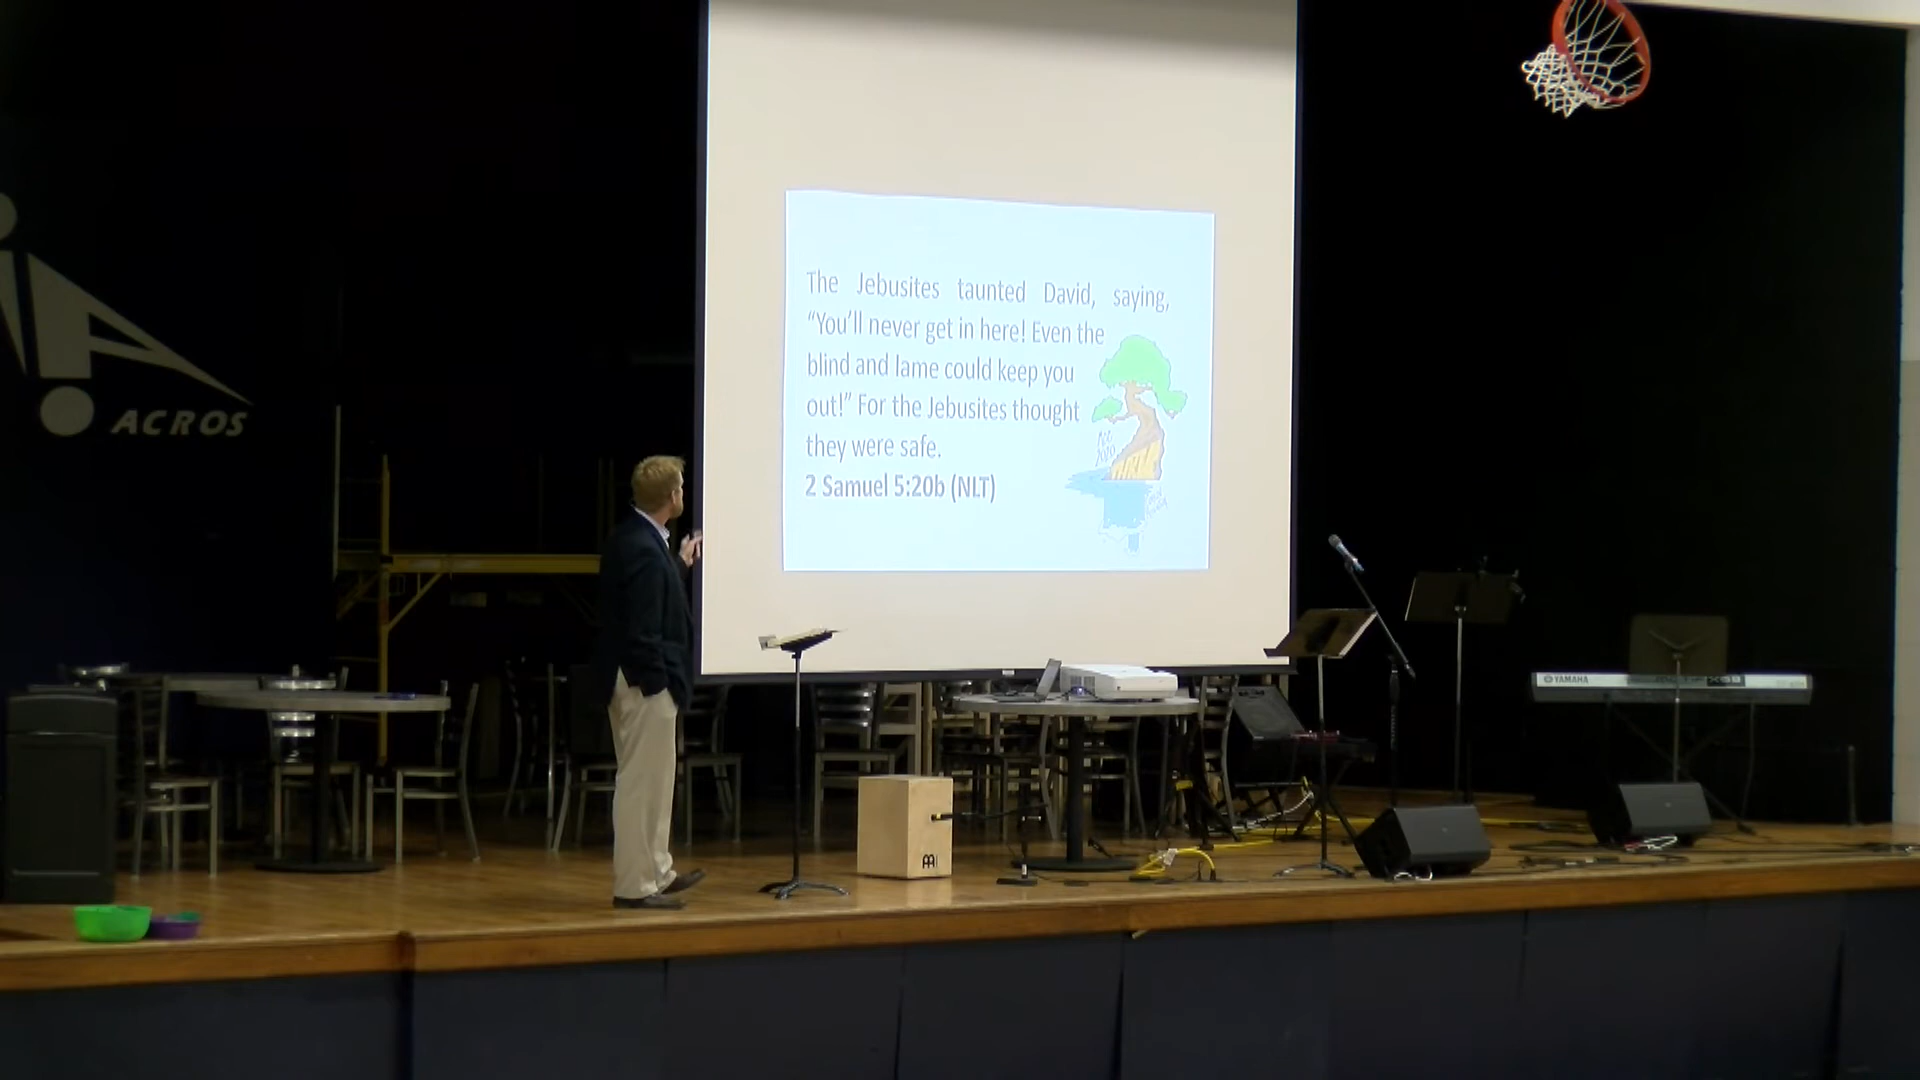 The Jebusites taunted David, saying,
“You’ll never get in here! Even the
blind and lame could keep you
out!” For the Jebusites thought
they were safe.
2 Samuel 5:20b (NLT)
ACROS
YAMAHA